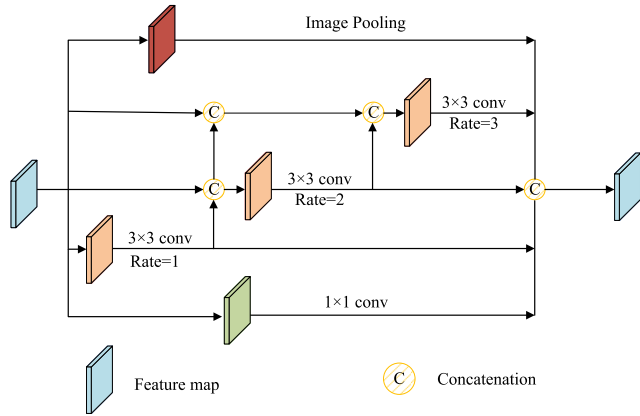 Image Pooling
C
C
3×3 conv
Rate=3
C
3×3 conv
Rate=2
C
3×3 conv
Rate=1
1×1 conv
Feature map
C
Concatenation